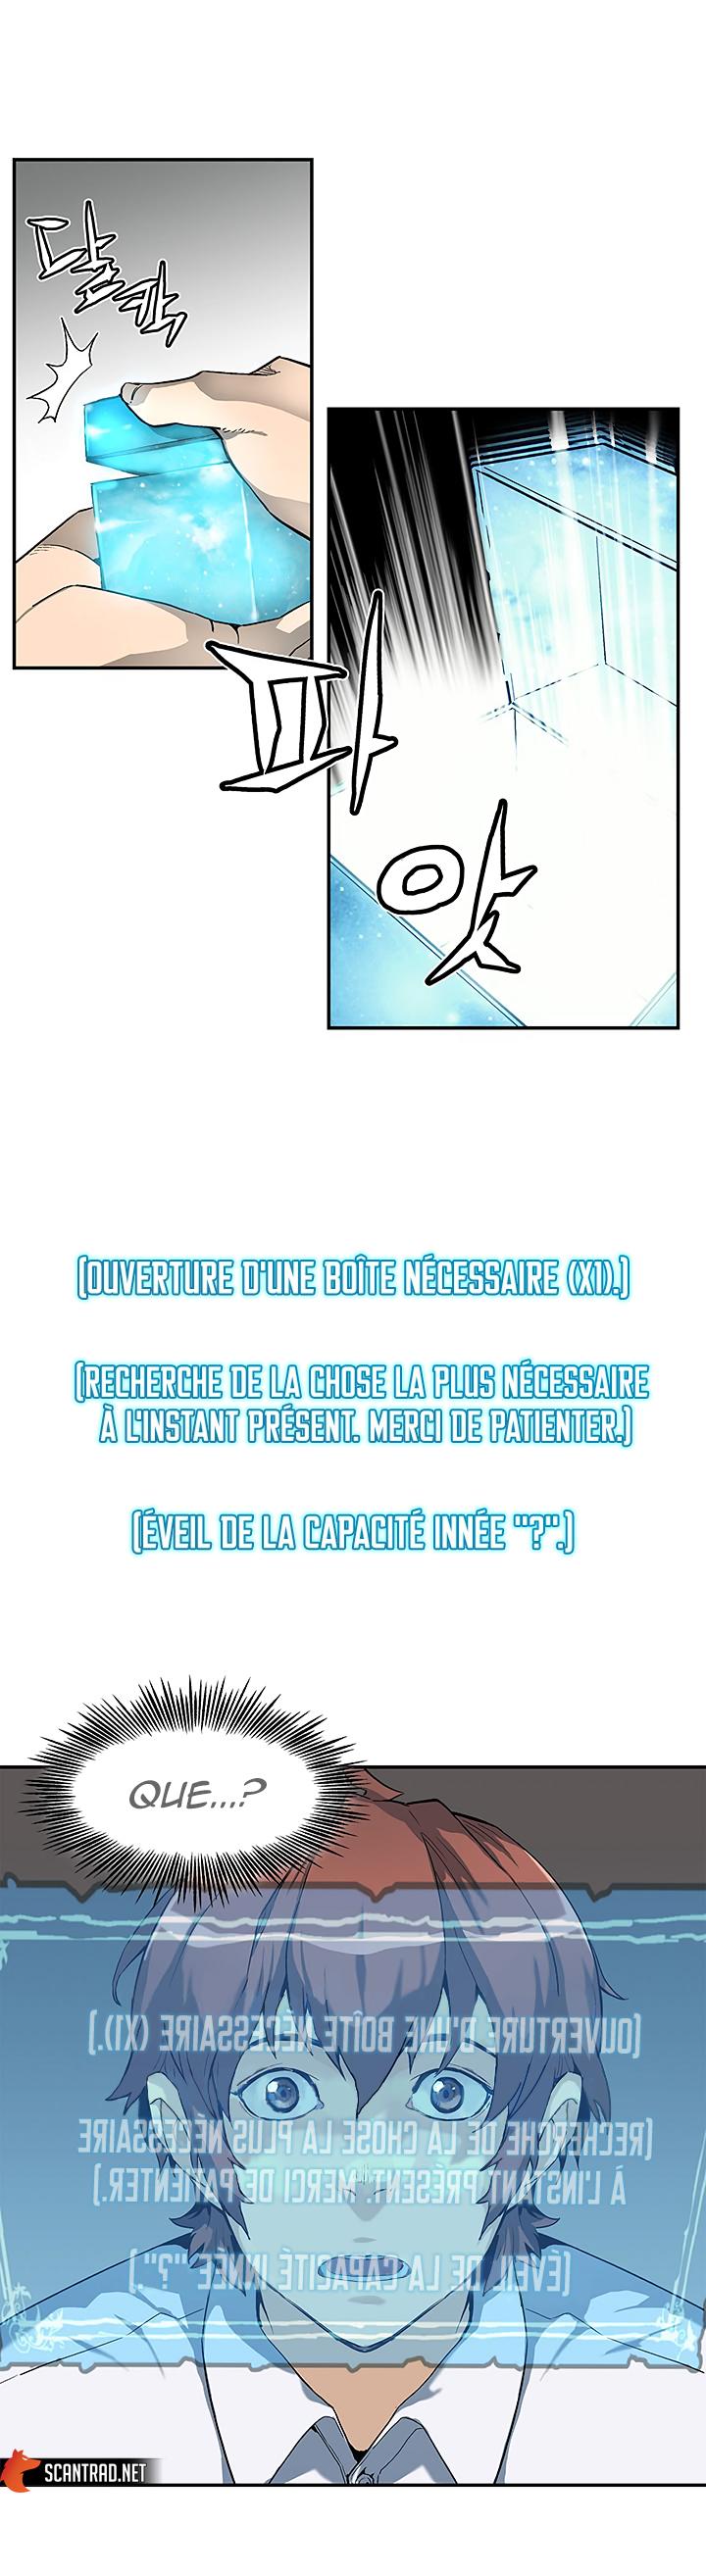 달칵
파
앗
[OUVERTURE D'UNE BOÎTE NÉCESSAIRE (X1).]
[RECHERCHE DE LA CHOSE LA PLUS NÉCESSAIRE
À L'INSTANT PRÉSENT. MERCI DE PATIENTER.]
[ÉVEIL DE LA CAPACITÉ INNÉE "?".]
QUE...?
[OUVERTURE D'UNE BOÎTE NÉCESSAIRE (X1).]
[RECHERCHE DE LA CHOSE LA PLUS NÉCESSAIRE
À L'INSTANT PRÉSENT. MERCI DE PATIENTER.]
[ÉVEIL DE LA CAPACITÉ INNÉE "?".]
SCANTRAD.NET